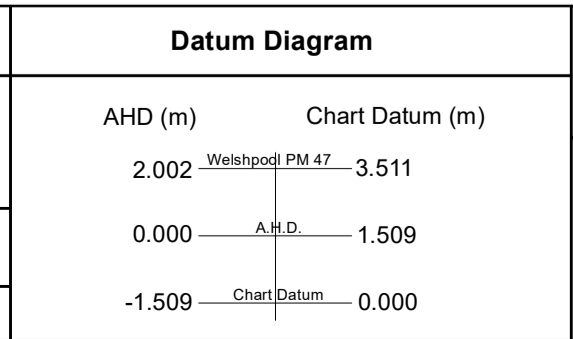 Datum Diagram
AHD (m) Chart Datum (m)
2.002 Welshpool PM 47 3.511
0.000 A.H.D. 1.509
-1.509 Chart Datum 0.000